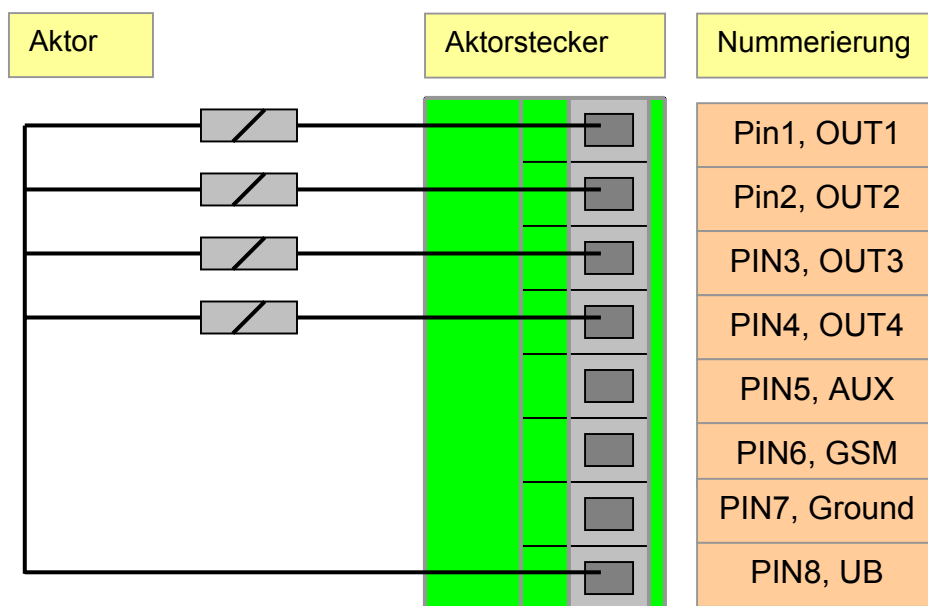 Aktor
Aktorstecker
Nummerierung
Pin1, OUT1
Pin2, OUT2
PIN3, OUT3
PIN4, OUT4
PIN5, AUX
PIN6, GSM
PIN7, Ground
PIN8, UB